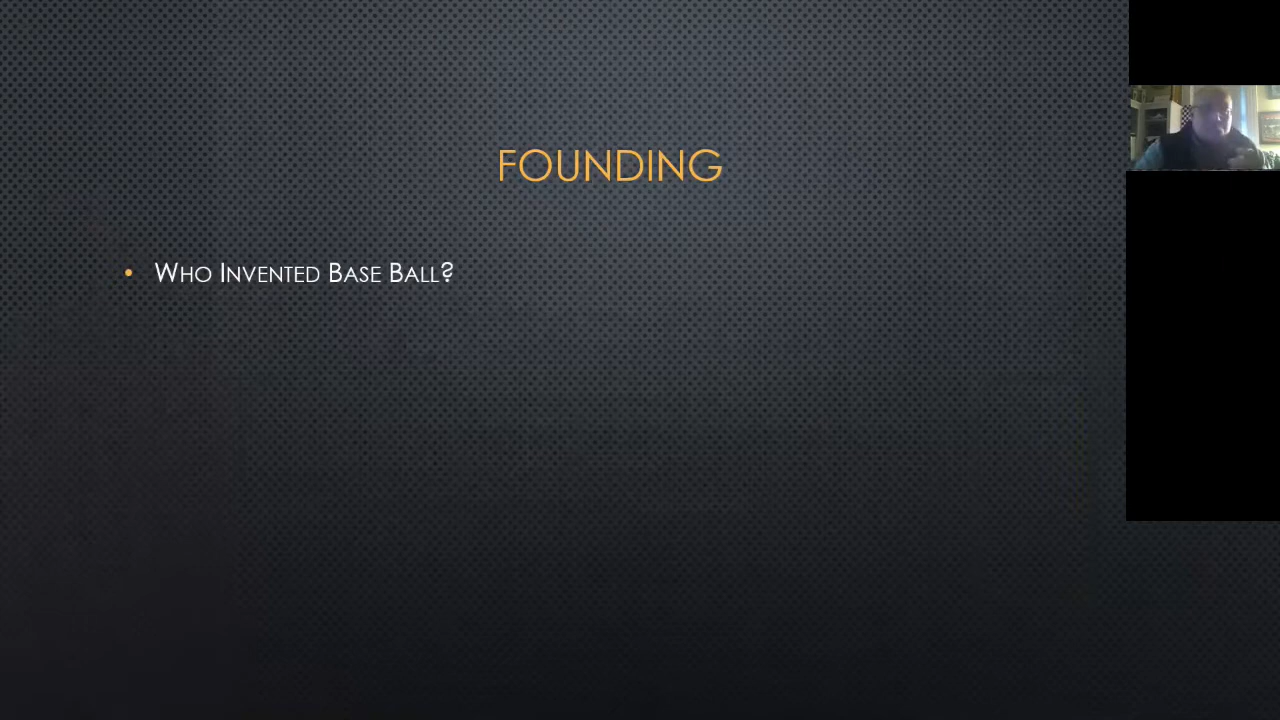 FOUNDING
• WHO INVENTED BASE BALL?